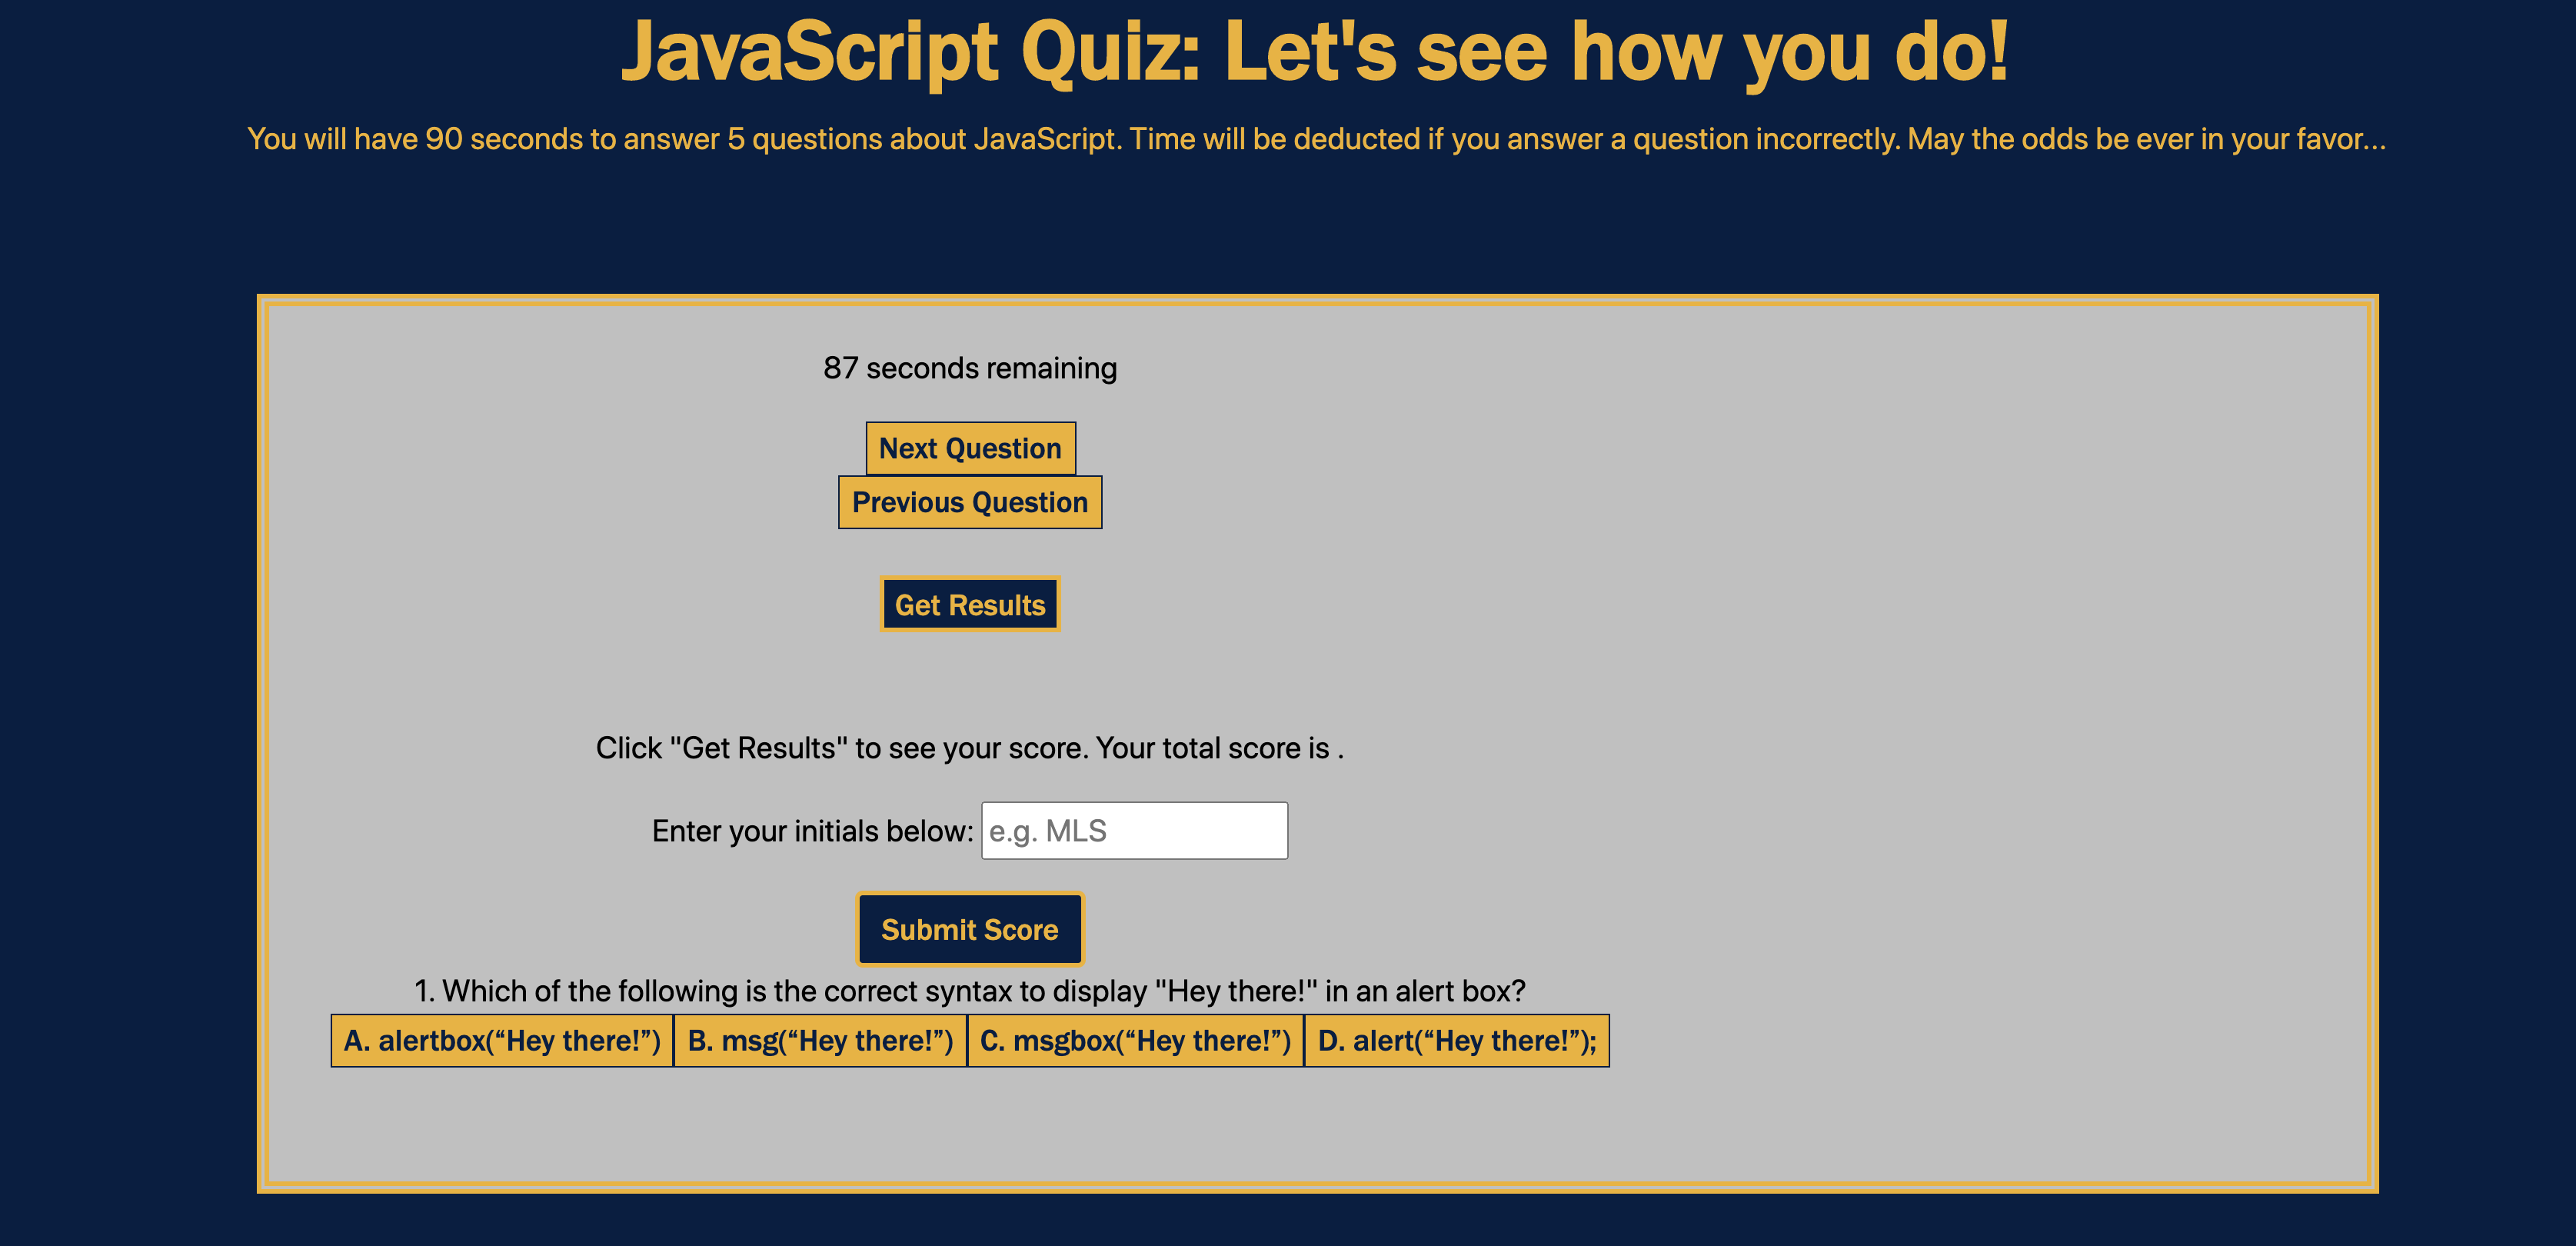 JavaScript Quiz: Let's see how you do!
You will have 90 seconds to answer 5 questions about JavaScript. Time will be deducted if you answer a question incorrectly. May the odds be ever in your favor...
87 seconds remaining
Next Question
Previous Question
Get Results
Click "Get Results" to see your score. Your total score is .
Enter your initials below: e.g. MLS
Submit Score
1. Which of the following is the correct syntax to display "Hey there!" in an alert box?
A. alertbox(“Hey there!”) B. msg(“Hey there!”) C. msgbox(“Hey there!”) D. alert(“Hey there!”);